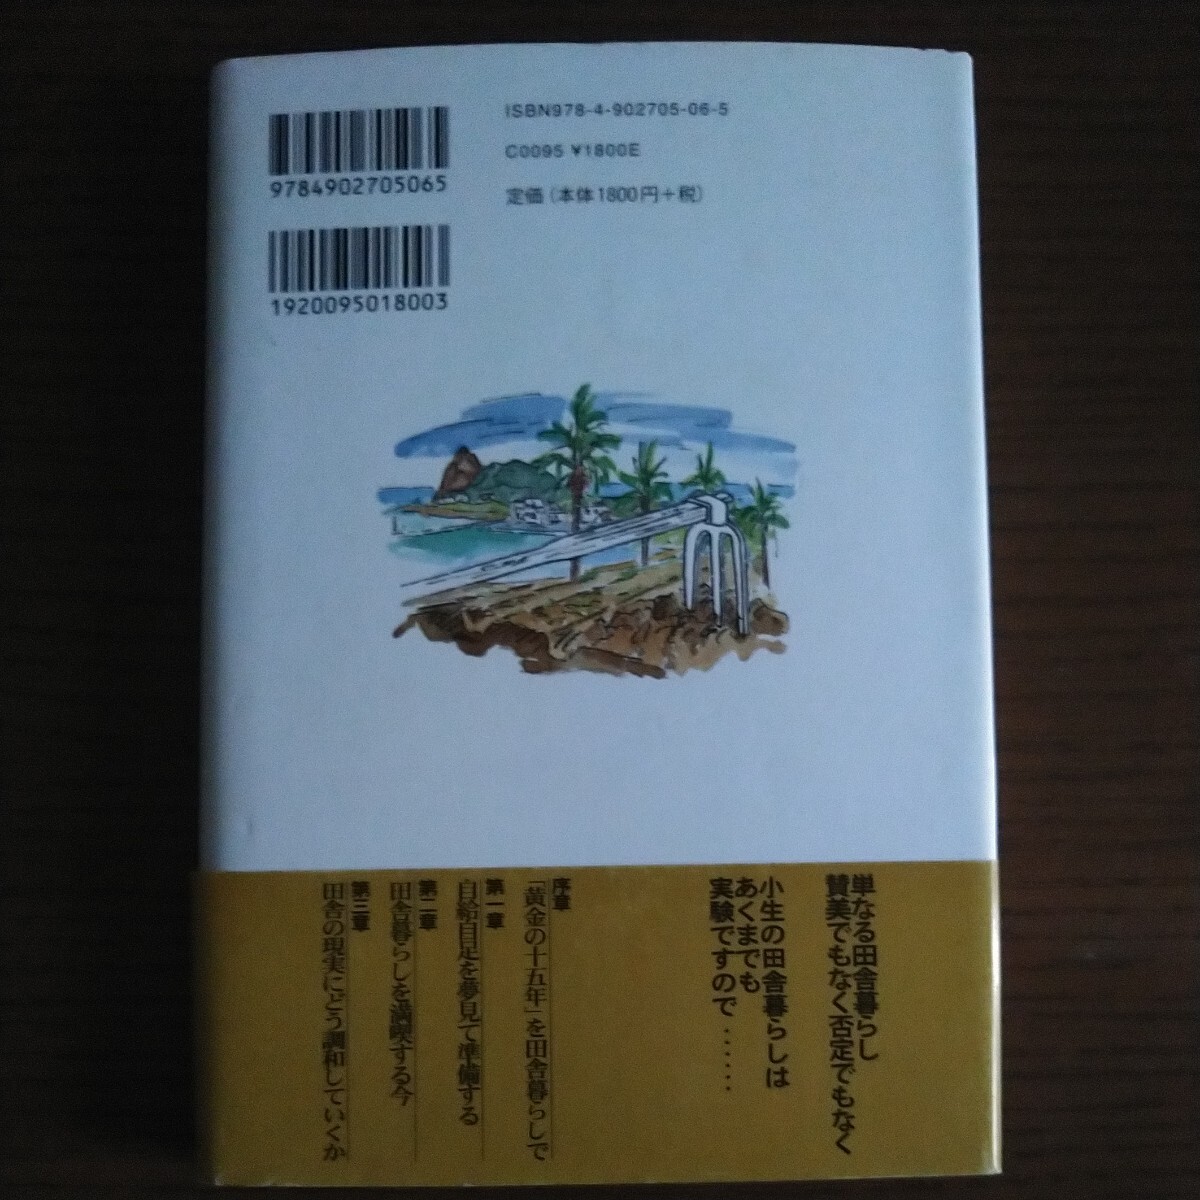 ISBN978-4-902705-06-5
C0095 ¥1800E
定価（本体1800円+税）
9784902705065
1920095018003
単なる田舎暮らし
賛美でもなく否定でもなく
小生の田舎暮らしは
あくまでも
実験ですので……
序章
「黄金の十五年」を田舎暮らしで
第一章
自給自足を夢見て準備する
第二章
田舎暮らしを満喫する今
第三章
田舎の現実にどう調和していくか